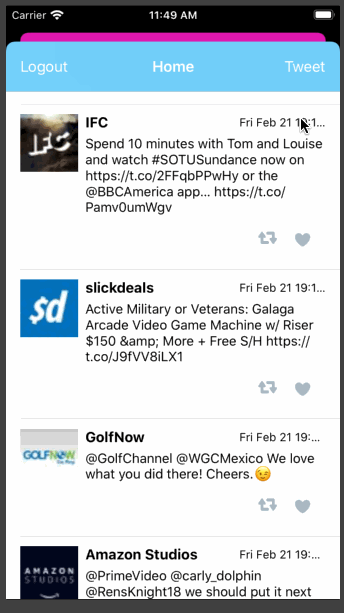 Carrier 11:49 AM
Logout Home Tweet
IFC Fri Feb 21 19:1...
IFC
Spend 10 minutes with Tom and Louise
and watch #SOTUSundance now on
https://t.co/2FFqbPPwHy or the
@BBCAmerica app... https://t.co/
Pamv0umWgv
slickdeals Fri Feb 21 19:1...
$d
Active Military or Veterans: Galaga
Arcade Video Game Machine w/ Riser
$150 &amp; More + Free S/H https://
t.co/J9fVV8iLX1
GolfNow Fri Feb 21 19:...
GOLFNOW
@GolfChannel @WGCMexico We love
what you did there! Cheers.😉
Amazon Studios Fri Feb 21 19:...
AMAZON
STUDIOS
@PrimeVideo @carly_dolphin
@RensKnight18 we should put it next